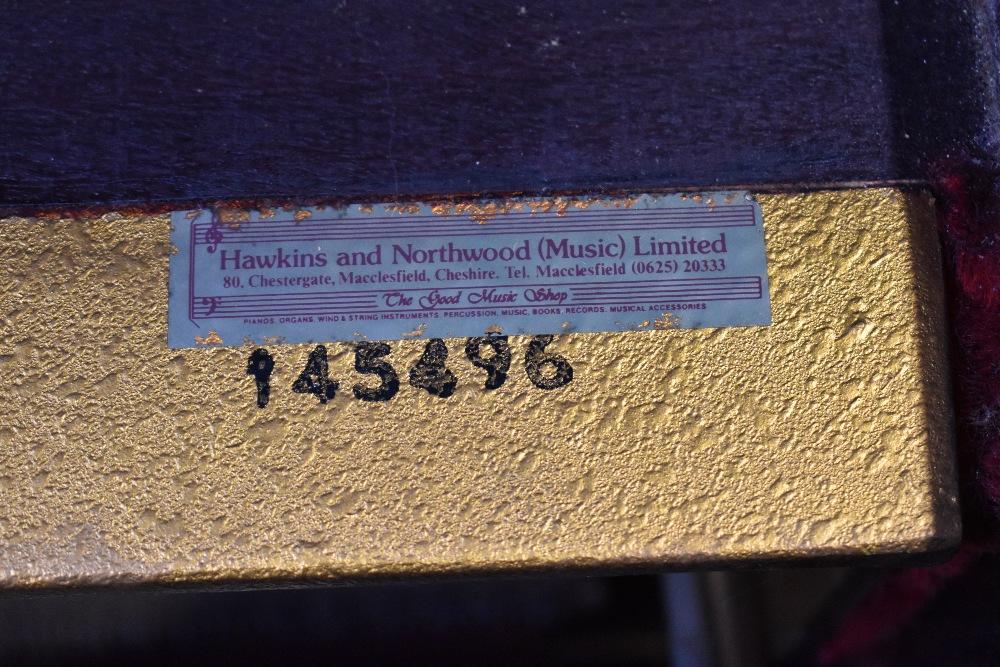 Hawkins and Northwood (Music) Limited
80, Chestergate, Macclesfield, Cheshire. Tel. Macclesfield (0625) 20333
The Good Music Shop
PIANOS, ORGANS, WIND & STRING INSTRUMENTS, PERCUSSION, MUSIC, BOOKS, RECORDS, MUSICAL ACCESSORIES